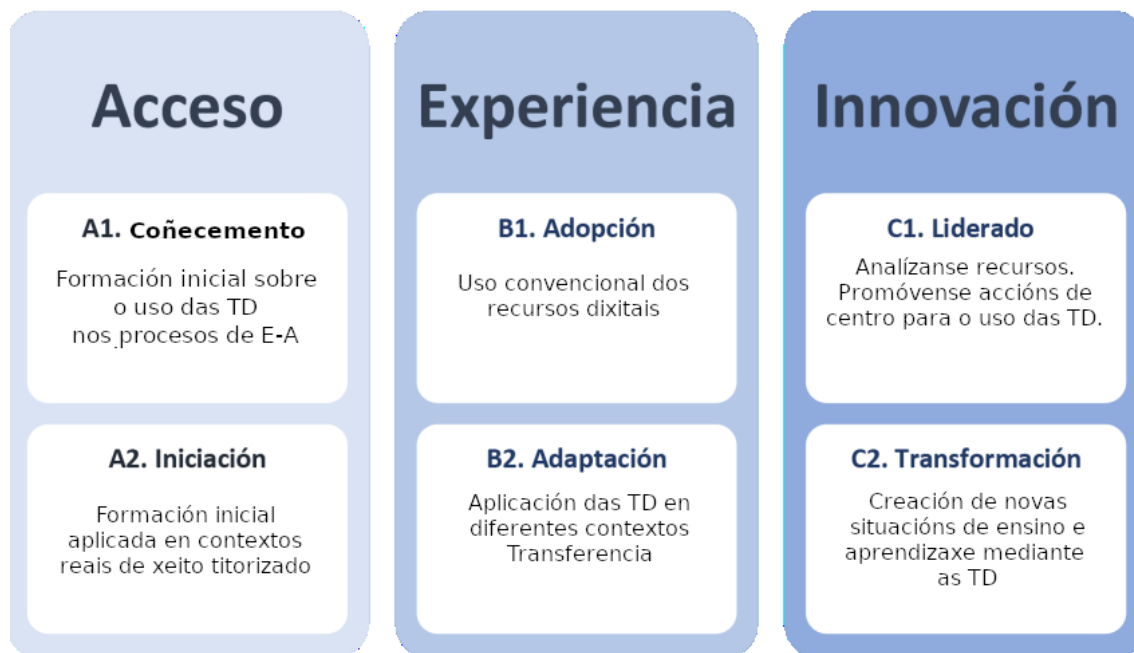 Acceso
A1. Coñecemento
Formación inicial sobre
o uso das TD
nos procesos de E-A
A2. Iniciación
Formación inicial
aplicada en contextos
reais de xeito titorizado
Experiencia
B1. Adopción
Uso convencional dos
recursos dixitais
B2. Adaptación
Aplicación das TD en
diferentes contextos
Transferencia
Innovación
C1. Liderado
Analízanse recursos.
Promóvense accións de
centro para o uso das TD.
C2. Transformación
Creación de novas
situacións de ensino e
aprendizaxe mediante
as TD